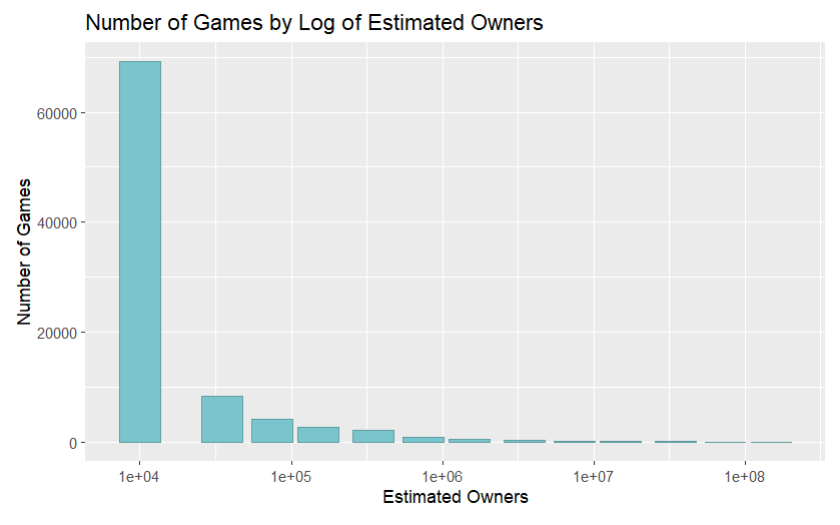 Number of Games by Log of Estimated Owners
Number of Games
60000
40000
20000
0
1e+04 1e+05 1e+06 1e+07 1e+08
Estimated Owners